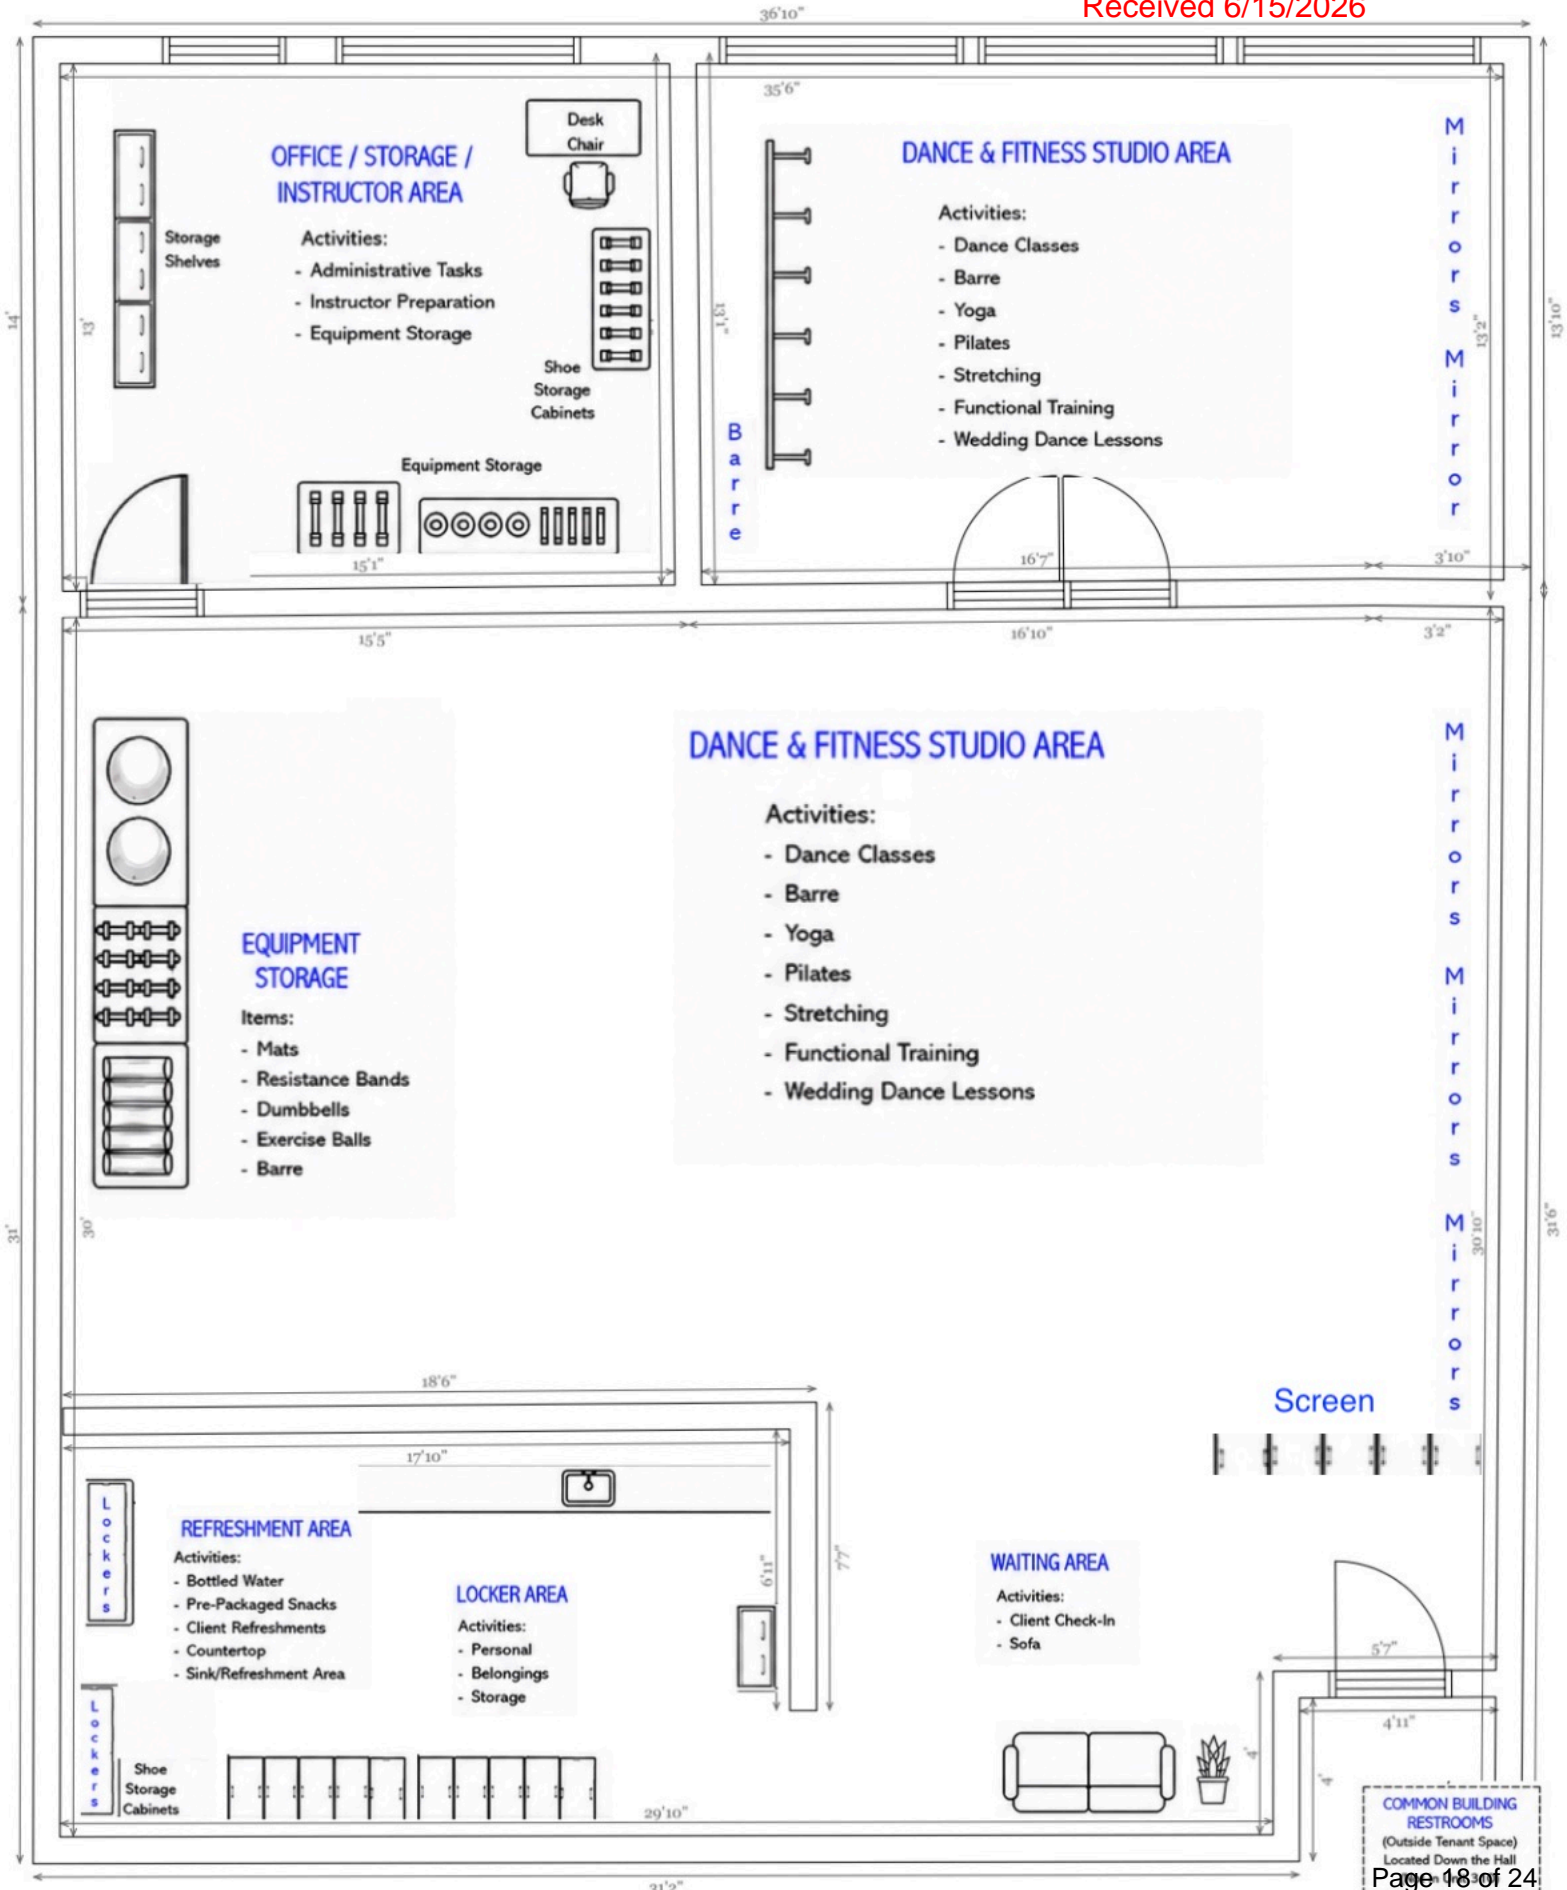 Received 6/15/2026
36'10"
35'6"
OFFICE / STORAGE /
INSTRUCTOR AREA
Activities:
- Administrative Tasks
- Instructor Preparation
- Equipment Storage
Desk
Chair
Storage
Shelves
Shoe
Storage
Cabinets
Equipment Storage
14'
13'
15'1"
13'1"
DANCE & FITNESS STUDIO AREA
Activities:
- Dance Classes
- Barre
- Yoga
- Pilates
- Stretching
- Functional Training
- Wedding Dance Lessons
Barre
Mirrors
Mirror
13'2"
13'10"
16'7"
3'10"
15'5"
16'10"
3'2"
DANCE & FITNESS STUDIO AREA
Activities:
- Dance Classes
- Barre
- Yoga
- Pilates
- Stretching
- Functional Training
- Wedding Dance Lessons
EQUIPMENT
STORAGE
Items:
- Mats
- Resistance Bands
- Dumbbells
- Exercise Balls
- Barre
Mirrors
Mirrors
Mirrors
31'
30'
30'10"
31'6"
Screen
18'6"
17'10"
Lockers
REFRESHMENT AREA
Activities:
- Bottled Water
- Pre-Packaged Snacks
- Client Refreshments
- Countertop
- Sink/Refreshment Area
LOCKER AREA
Activities:
- Personal
- Belongings
- Storage
6'11"
7'7"
WAITING AREA
Activities:
- Client Check-In
- Sofa
5'7"
4'11"
4'
4'
Lockers
Shoe
Storage
Cabinets
29'10"
31'2"
COMMON BUILDING
RESTROOMS
(Outside Tenant Space)
Located Down the Hall
Page 18 of 24